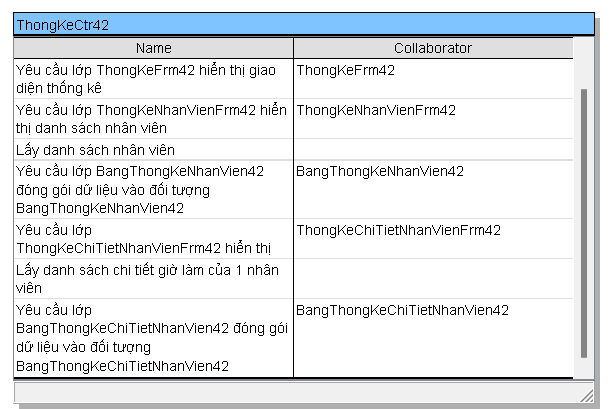 ThongKeCtr42
Name
Collaborator
Yêu cầu lớp ThongKeFrm42 hiển thị giao
diện thống kê
ThongKeFrm42
Yêu cầu lớp ThongKeNhanVienFrm42 hiển
thị danh sách nhân viên
ThongKeNhanVienFrm42
Lấy danh sách nhân viên
Yêu cầu lớp BangThongKeNhanVien42
đóng gói dữ liệu vào đối tượng
BangThongKeNhanVien42
BangThongKeNhanVien42
Yêu cầu lớp
ThongKeChiTietNhanVienFrm42 hiển thị
ThongKeChiTietNhanVienFrm42
Lấy danh sách chi tiết giờ làm của 1 nhân
viên
Yêu cầu lớp
BangThongKeChiTietNhanVien42 đóng gói
dữ liệu vào đối tượng
BangThongKeChiTietNhanVien42
BangThongKeChiTietNhanVien42